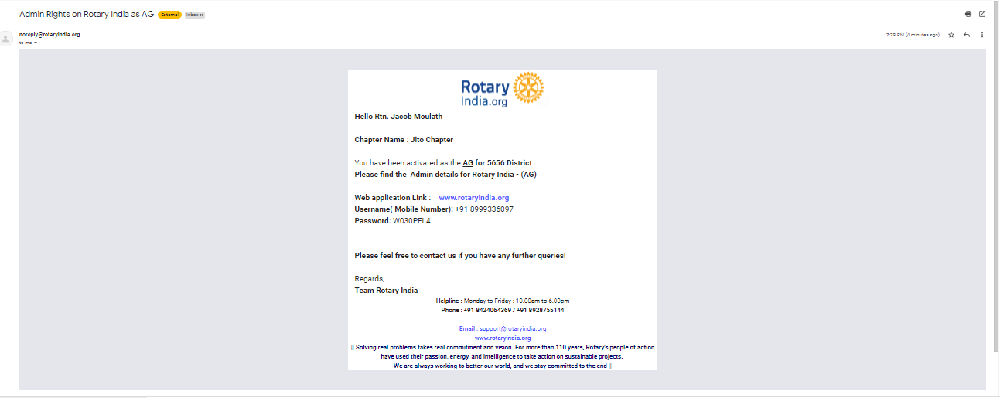 Admin Rights on Rotary India as AG External Inbox x
noreply@rotaryindia.org 2:29 PM (4 minutes ago)
to me
Rotary
India.org
Hello Rtn. Jacob Moulath
Chapter Name : Jito Chapter
You have been activated as the AG for 5656 District
Please find the Admin details for Rotary India - (AG)
Web application Link : www.rotaryindia.org
Username( Mobile Number): +91 8999336097
Password: W030PFL4
Please feel free to contact us if you have any further queries!
Regards,
Team Rotary India
Helpline : Monday to Friday : 10.00am to 6.00pm
Phone : +91 8424064369 / +91 8928755144
Email : support@rotaryindia.org
www.rotaryindia.org
|| Solving real problems takes real commitment and vision. For more than 110 years, Rotary's people of action
have used their passion, energy, and intelligence to take action on sustainable projects.
We are always working to better our world, and we stay committed to the end ||